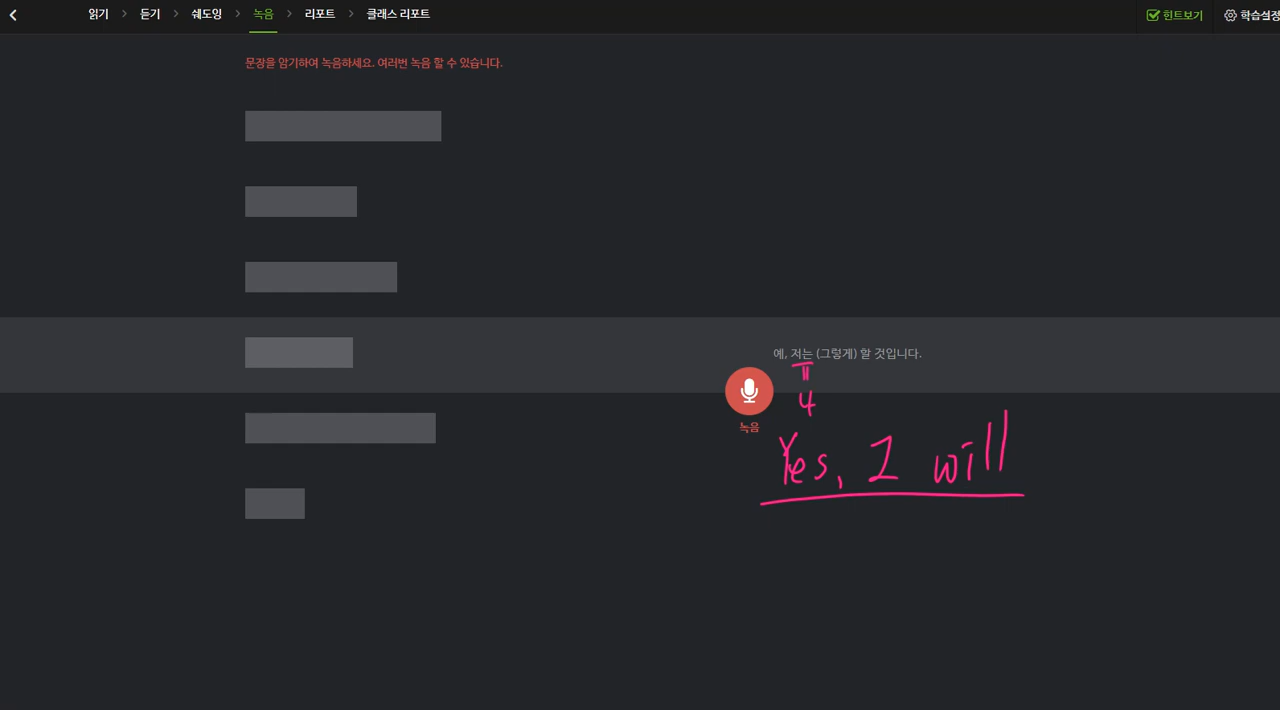 읽기 > 듣기 > 쉐도잉 > 녹음 > 리포트 > 클래스 리포트 힌트보기 학습설정
문장을 암기하여 녹음하세요. 여러번 녹음 할 수 있습니다.
예, 저는 (그렇게) 할 것입니다.
4
녹음
Yes, I will